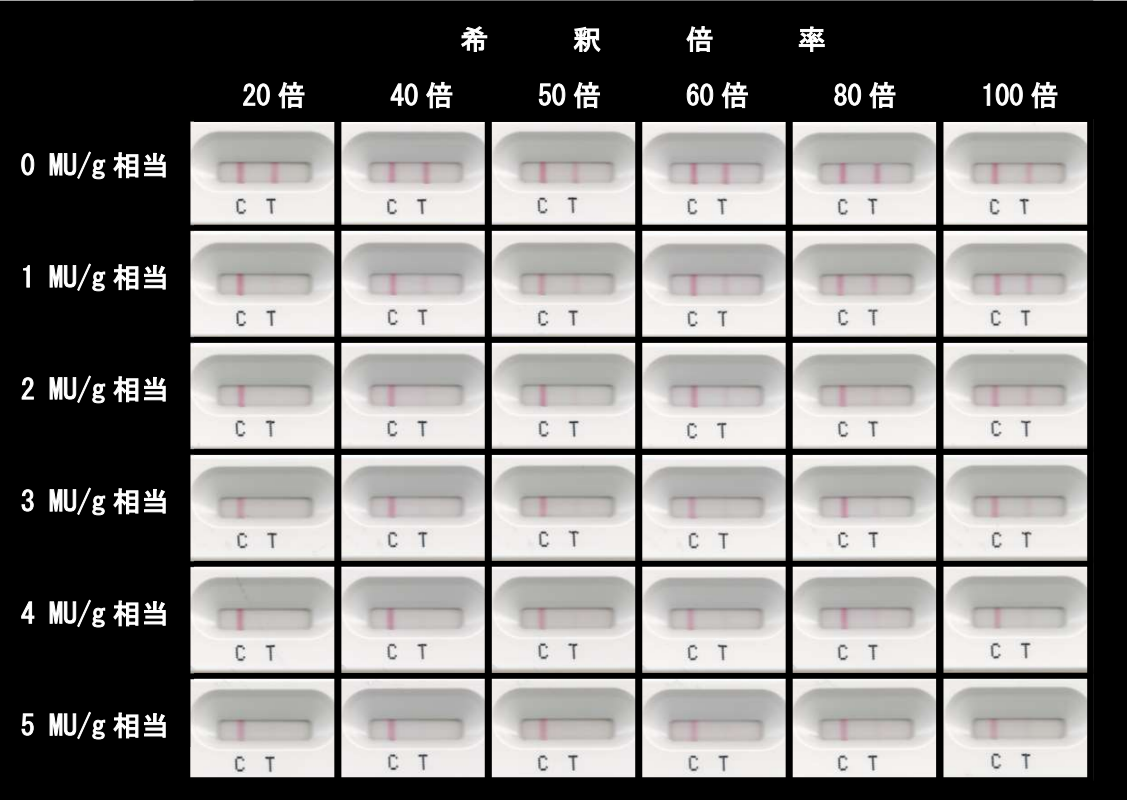 希釈倍率
20倍 40倍 50倍 60倍 80倍 100倍
0 MU/g相当
C T C T C T C T C T C T
1 MU/g相当
C T C T C T C T C T C T
2 MU/g相当
C T C T C T C T C T C T
3 MU/g相当
C T C T C T C T C T C T
4 MU/g相当
C T C T C T C T C T C T
5 MU/g相当
C T C T C T C T C T C T